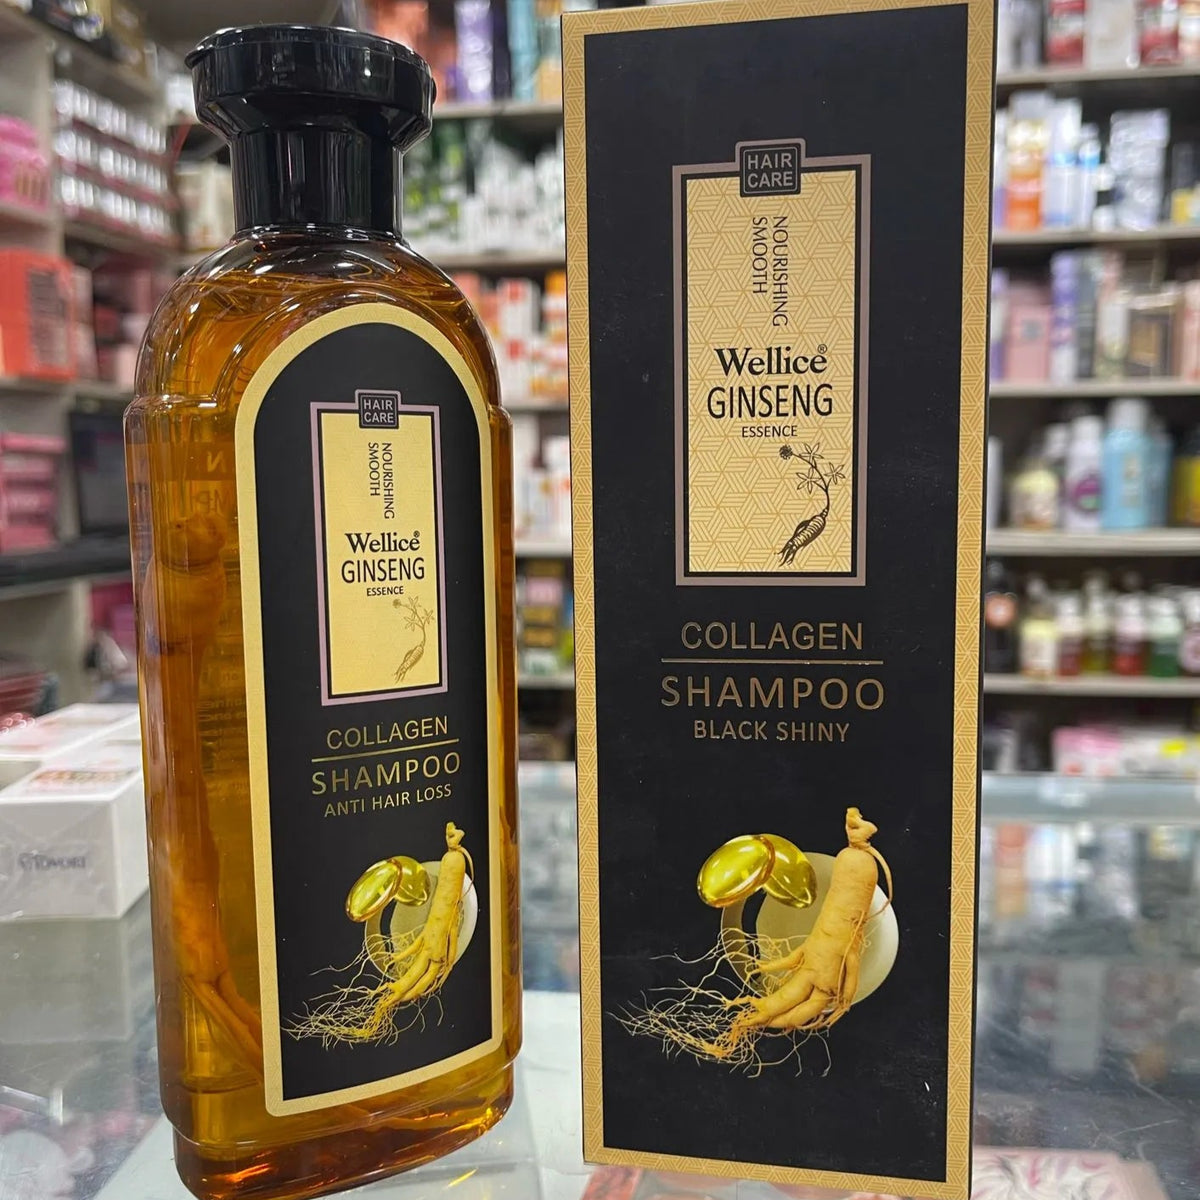 HAIR
CARE
NOURISHING
SMOOTH
Wellice®
GINSENG
ESSENCE
COLLAGEN
SHAMPOO
ANTI HAIR LOSS
HAIR
CARE
NOURISHING
SMOOTH
Wellice®
GINSENG
ESSENCE
COLLAGEN
SHAMPOO
BLACK SHINY